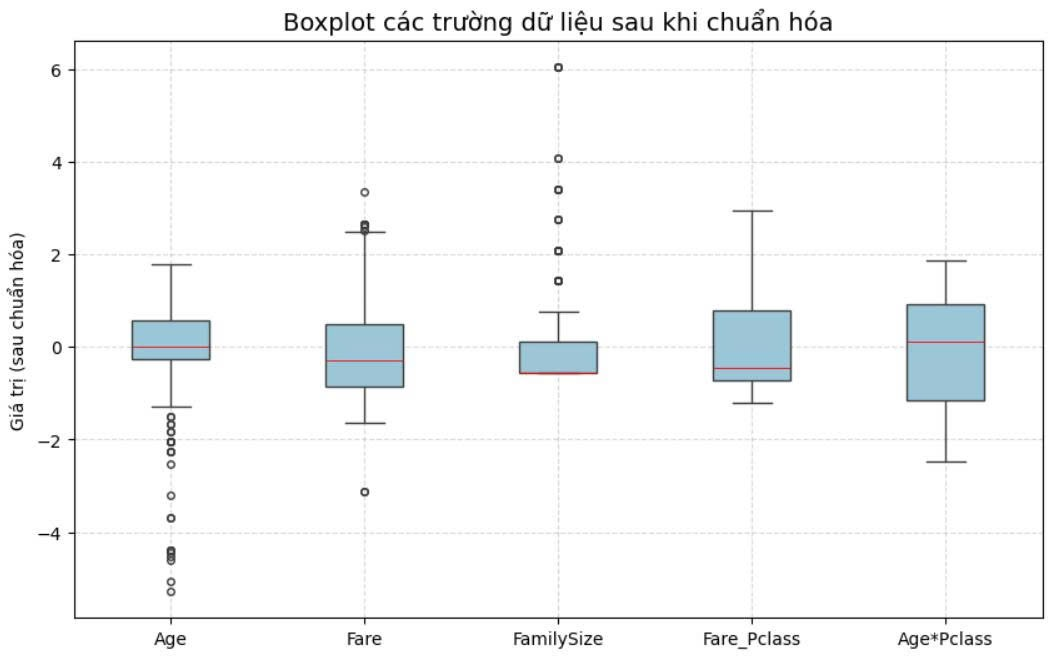 Boxplot các trường dữ liệu sau khi chuẩn hóa
Giá trị (sau chuẩn hóa)
6
4
2
0
−2
−4
Age
Fare
FamilySize
Fare_Pclass
Age*Pclass